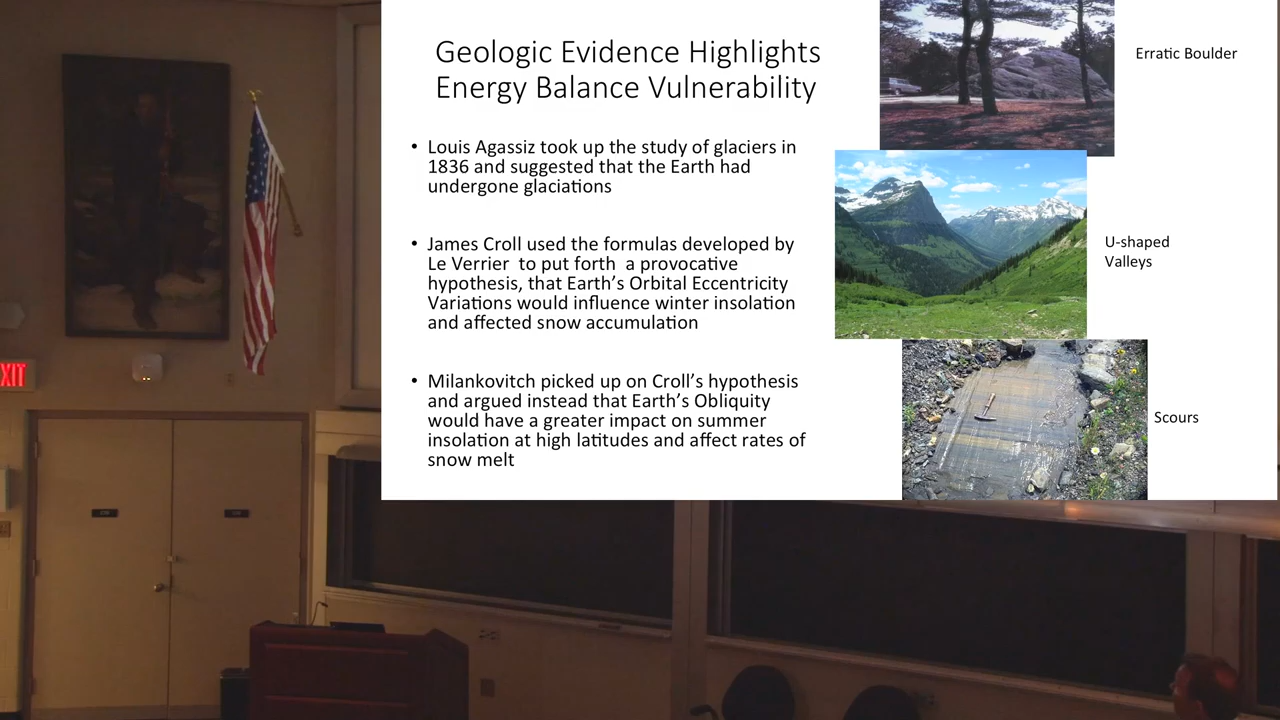 Geologic Evidence Highlights
Energy Balance Vulnerability
• Louis Agassiz took up the study of glaciers in
1836 and suggested that the Earth had
undergone glaciations
• James Croll used the formulas developed by
Le Verrier to put forth a provocative
hypothesis, that Earth's Orbital Eccentricity
Variations would influence winter insolation
and affected snow accumulation
• Milankovitch picked up on Croll's hypothesis
and argued instead that Earth's Obliquity
would have a greater impact on summer
insolation at high latitudes and affect rates of
snow melt
Erratic Boulder
U-shaped
Valleys
Scours
EXIT